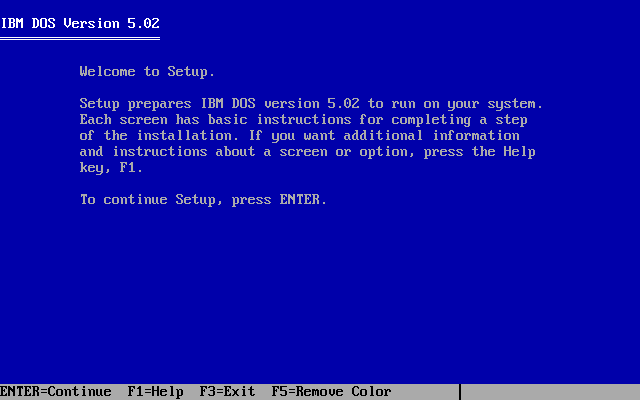 IBM DOS Version 5.02
Welcome to Setup.
Setup prepares IBM DOS version 5.02 to run on your system.
Each screen has basic instructions for completing a step
of the installation. If you want additional information
and instructions about a screen or option, press the Help
key, F1.
To continue Setup, press ENTER.
ENTER=Continue  F1=Help  F3=Exit  F5=Remove Color